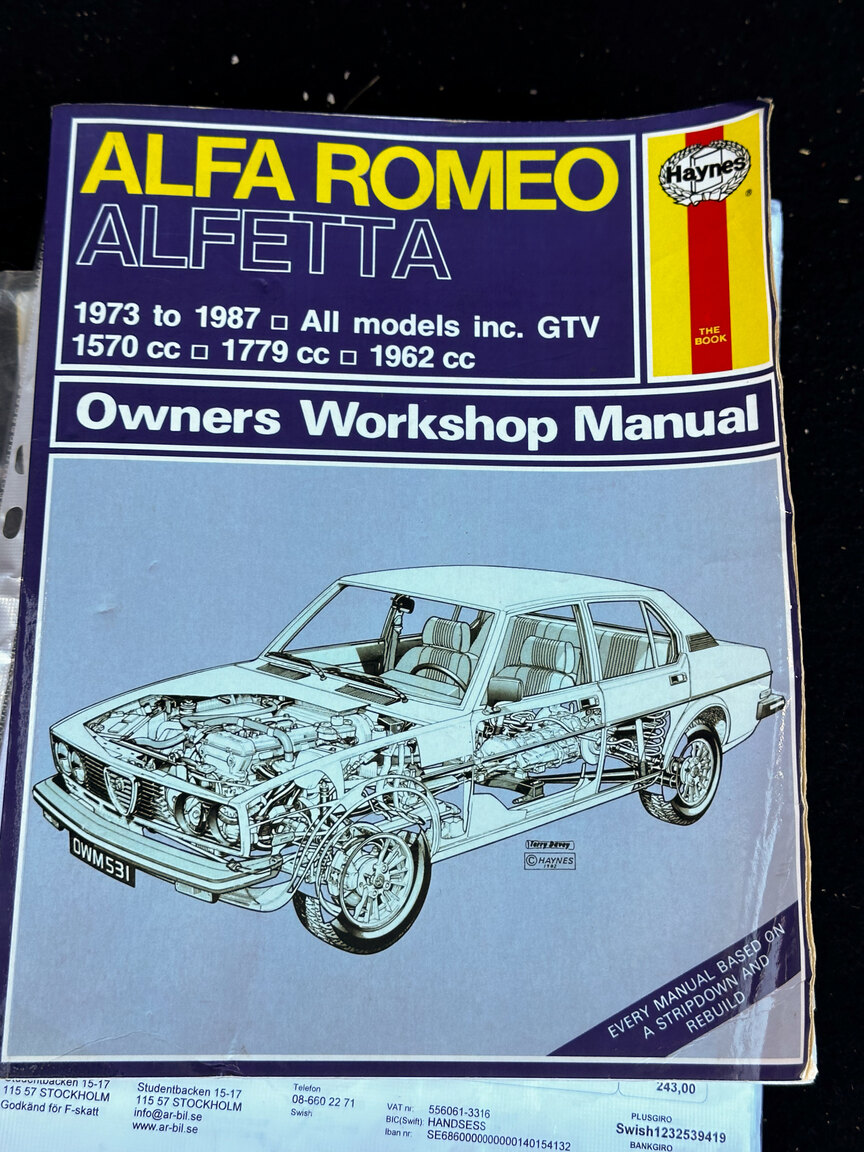 ALFA ROMEO
ALFETTA
1973 to 1987 □ All models inc. GTV
1570 cc □ 1779 cc □ 1962 cc
Haynes
®
THE
BOOK
Owners Workshop Manual
OWM 531
Terry Davey
© HAYNES
1982
EVERY MANUAL BASED ON
A STRIPDOWN AND
REBUILD
Studentbacken 15-17
115 57 STOCKHOLM
Godkänd för F-skatt
Studentbacken 15-17
115 57 STOCKHOLM
info@ar-bil.se
www.ar-bil.se
Telefon
08-660 22 71
Swish
VAT nr: 556061-3316
BIC(Swift): HANDSESS
Iban nr: SE6860000000000140154132
243,00
PLUSGIRO
Swish1232539419
BANKGIRO